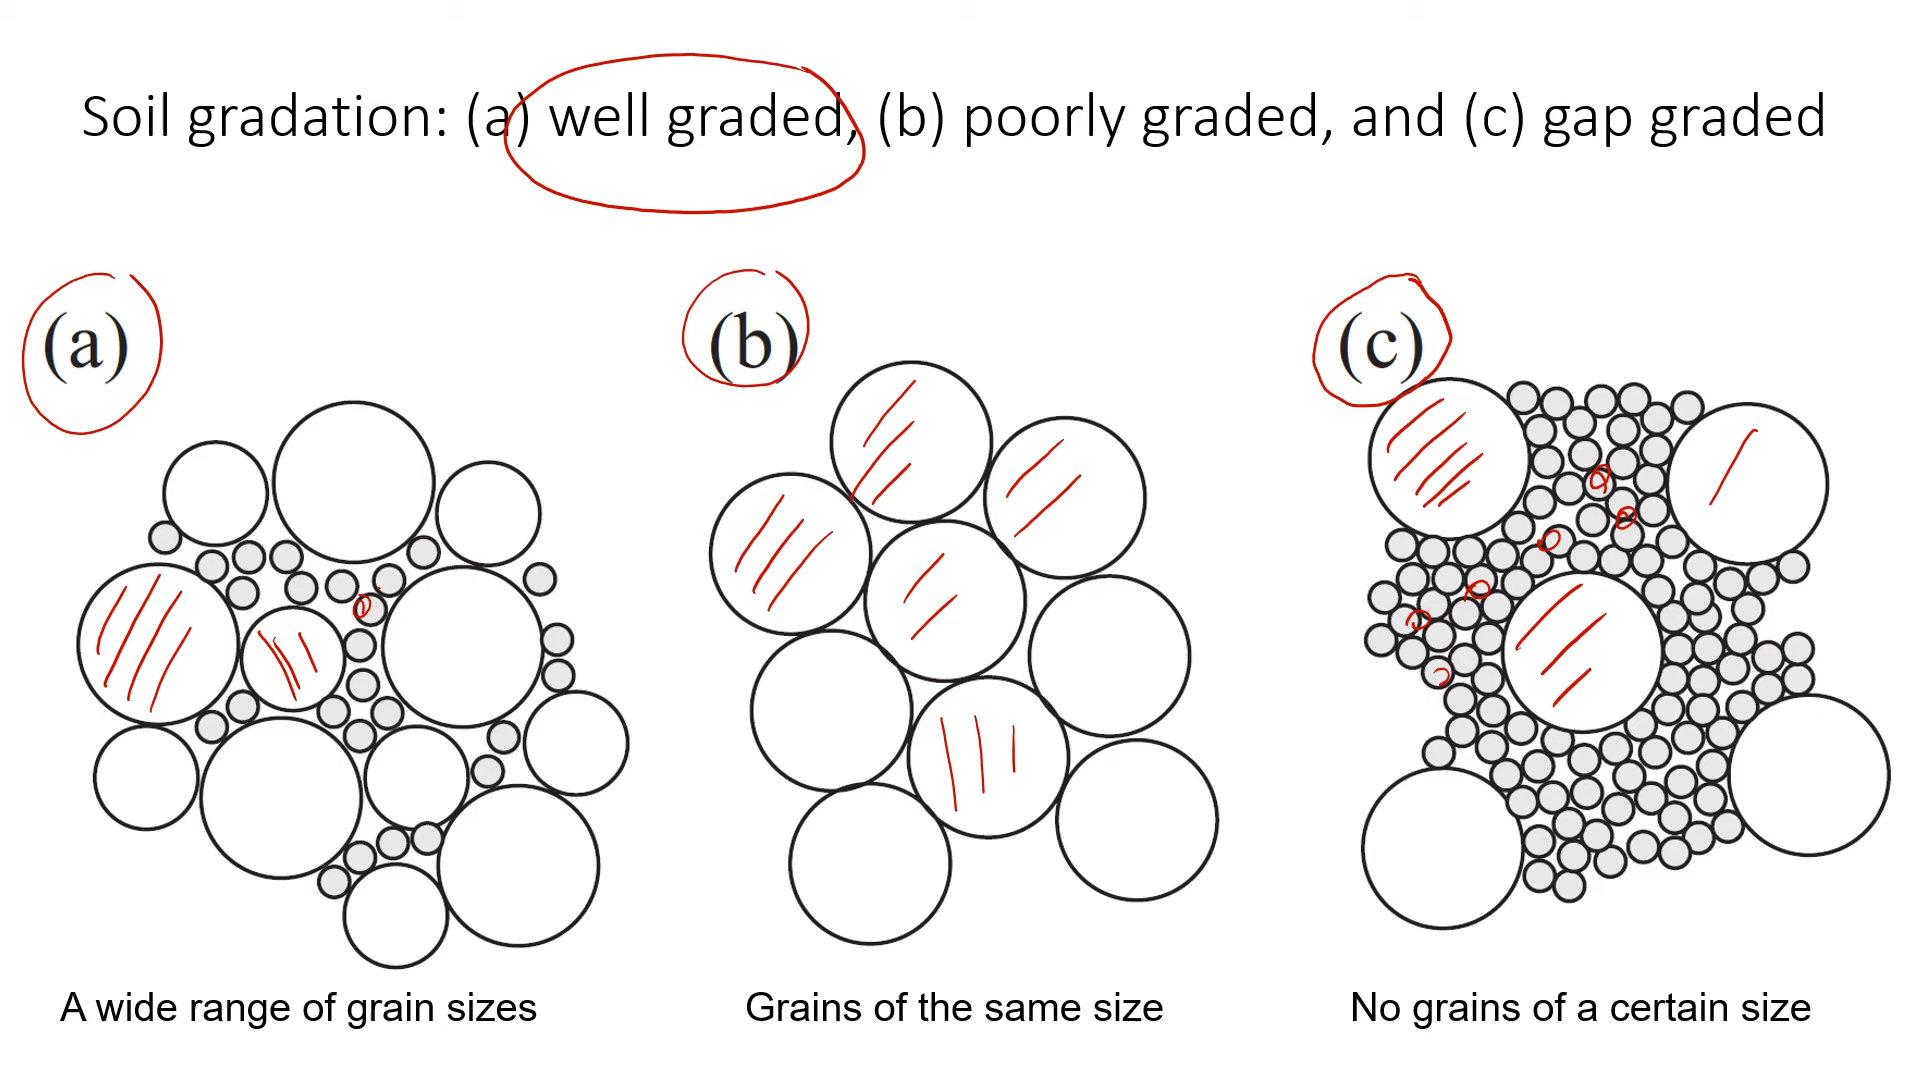 Soil gradation: (a) well graded, (b) poorly graded, and (c) gap graded
(a)
(b)
(c)
A wide range of grain sizes
Grains of the same size
No grains of a certain size